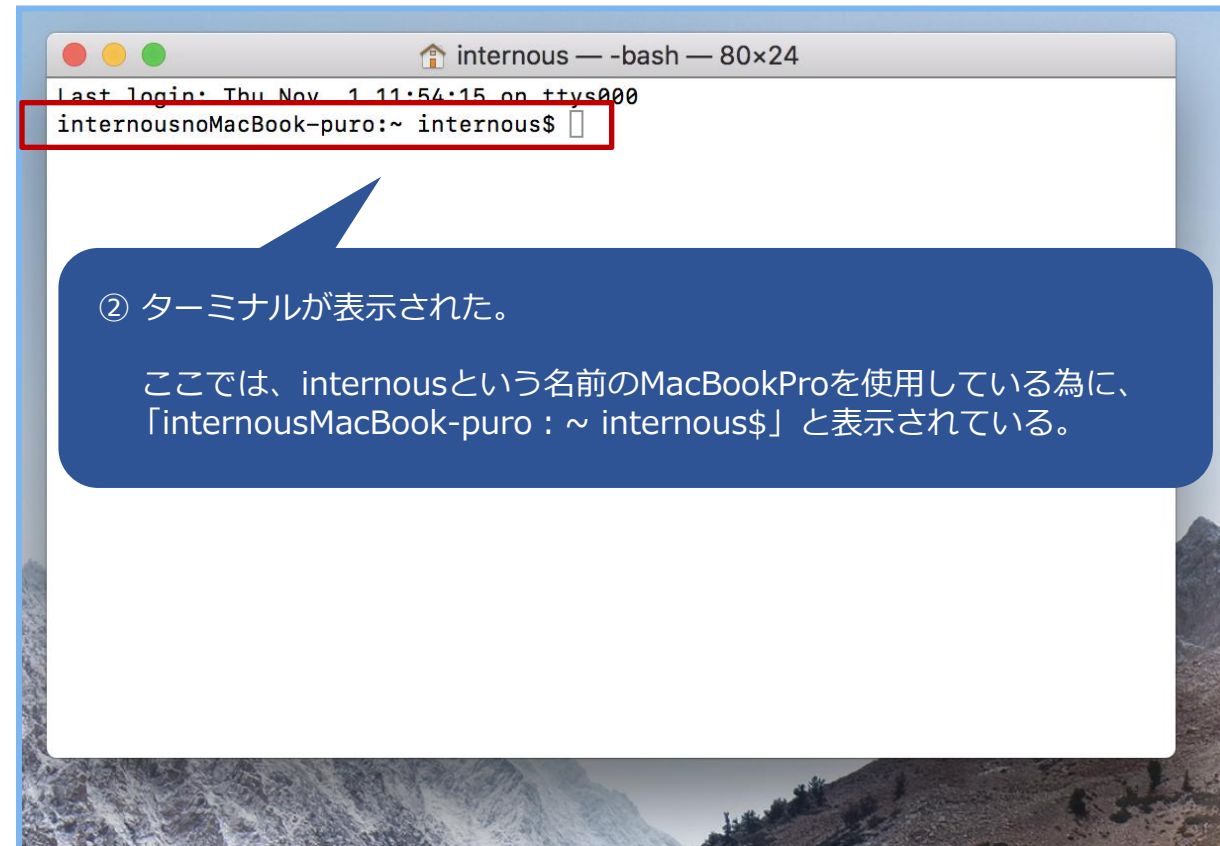 internous — -bash — 80×24
Last login: Thu Nov  1 11:54:15 on ttys000
internousnoMacBook-puro:~ internous$
② ターミナルが表示された。
ここでは、internousという名前のMacBookProを使用している為に、
「internousMacBook-puro：~ internous$」と表示されている。